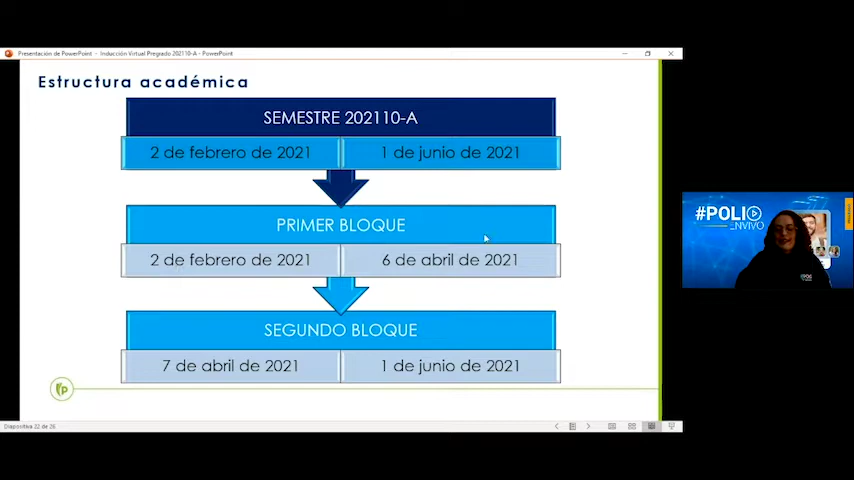 Presentación de PowerPoint - Inducción Virtual Pregrado 202110-A - PowerPoint
Estructura académica
SEMESTRE 202110-A
2 de febrero de 2021 1 de junio de 2021
PRIMER BLOQUE
2 de febrero de 2021 6 de abril de 2021
SEGUNDO BLOQUE
7 de abril de 2021 1 de junio de 2021
#POLI
ENVIVO
Diapositiva 22 de 26